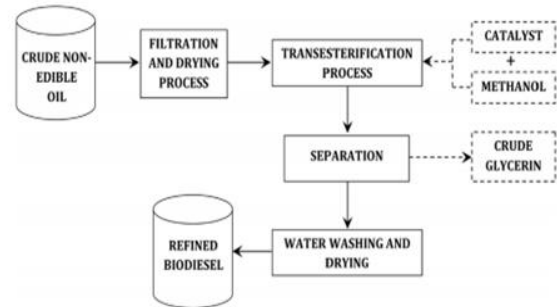 CRUDE NON-
EDIBLE
OIL
FILTRATION
AND DRYING
PROCESS
TRANSESTERIFICATION
PROCESS
CATALYST
+
METHANOL
SEPARATION
CRUDE
GLYCERIN
REFINED
BIODIESEL
WATER WASHING AND
DRYING